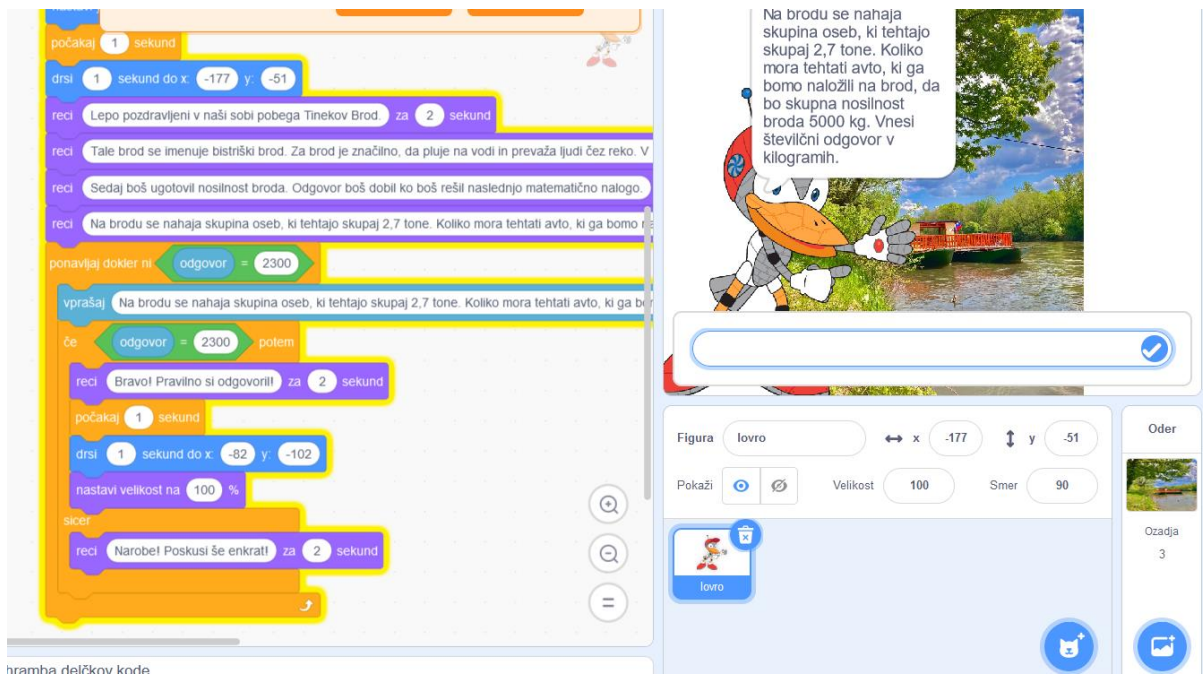 počakaj 1 sekund
drsi 1 sekund do x: -177 y: -51
reci Lepo pozdravljeni v naši sobi pobega Tinekov Brod. za 2 sekund
reci Tale brod se imenuje bistriški brod. Za brod je značilno, da pluje na vodi in prevaža ljudi čez reko. V
reci Sedaj boš ugotovil nosilnost broda. Odgovor boš dobil ko boš rešil naslednjo matematično nalogo.
reci Na brodu se nahaja skupina oseb, ki tehtajo skupaj 2,7 tone. Koliko mora tehtati avto, ki ga bomo
ponavljaj dokler ni odgovor = 2300
vprašaj Na brodu se nahaja skupina oseb, ki tehtajo skupaj 2,7 tone. Koliko mora tehtati avto, ki ga
če odgovor = 2300 potem
reci Bravo! Pravilno si odgovoril! za 2 sekund
počakaj 1 sekund
drsi 1 sekund do x: -82 y: -102
nastavi velikost na 100 %
sicer
reci Narobe! Poskusi še enkrat! za 2 sekund
=
hramba delčkov kode
Na brodu se nahaja
skupina oseb, ki tehtajo
skupaj 2,7 tone. Koliko
mora tehtati avto, ki ga
bomo naložili na brod, da
bo skupna nosilnost
broda 5000 kg. Vnesi
številčni odgovor v
kilogramih.
Figura lovro x -177 y -51
Pokaži Velikost 100 Smer 90
lovro
Oder
Ozadja
3